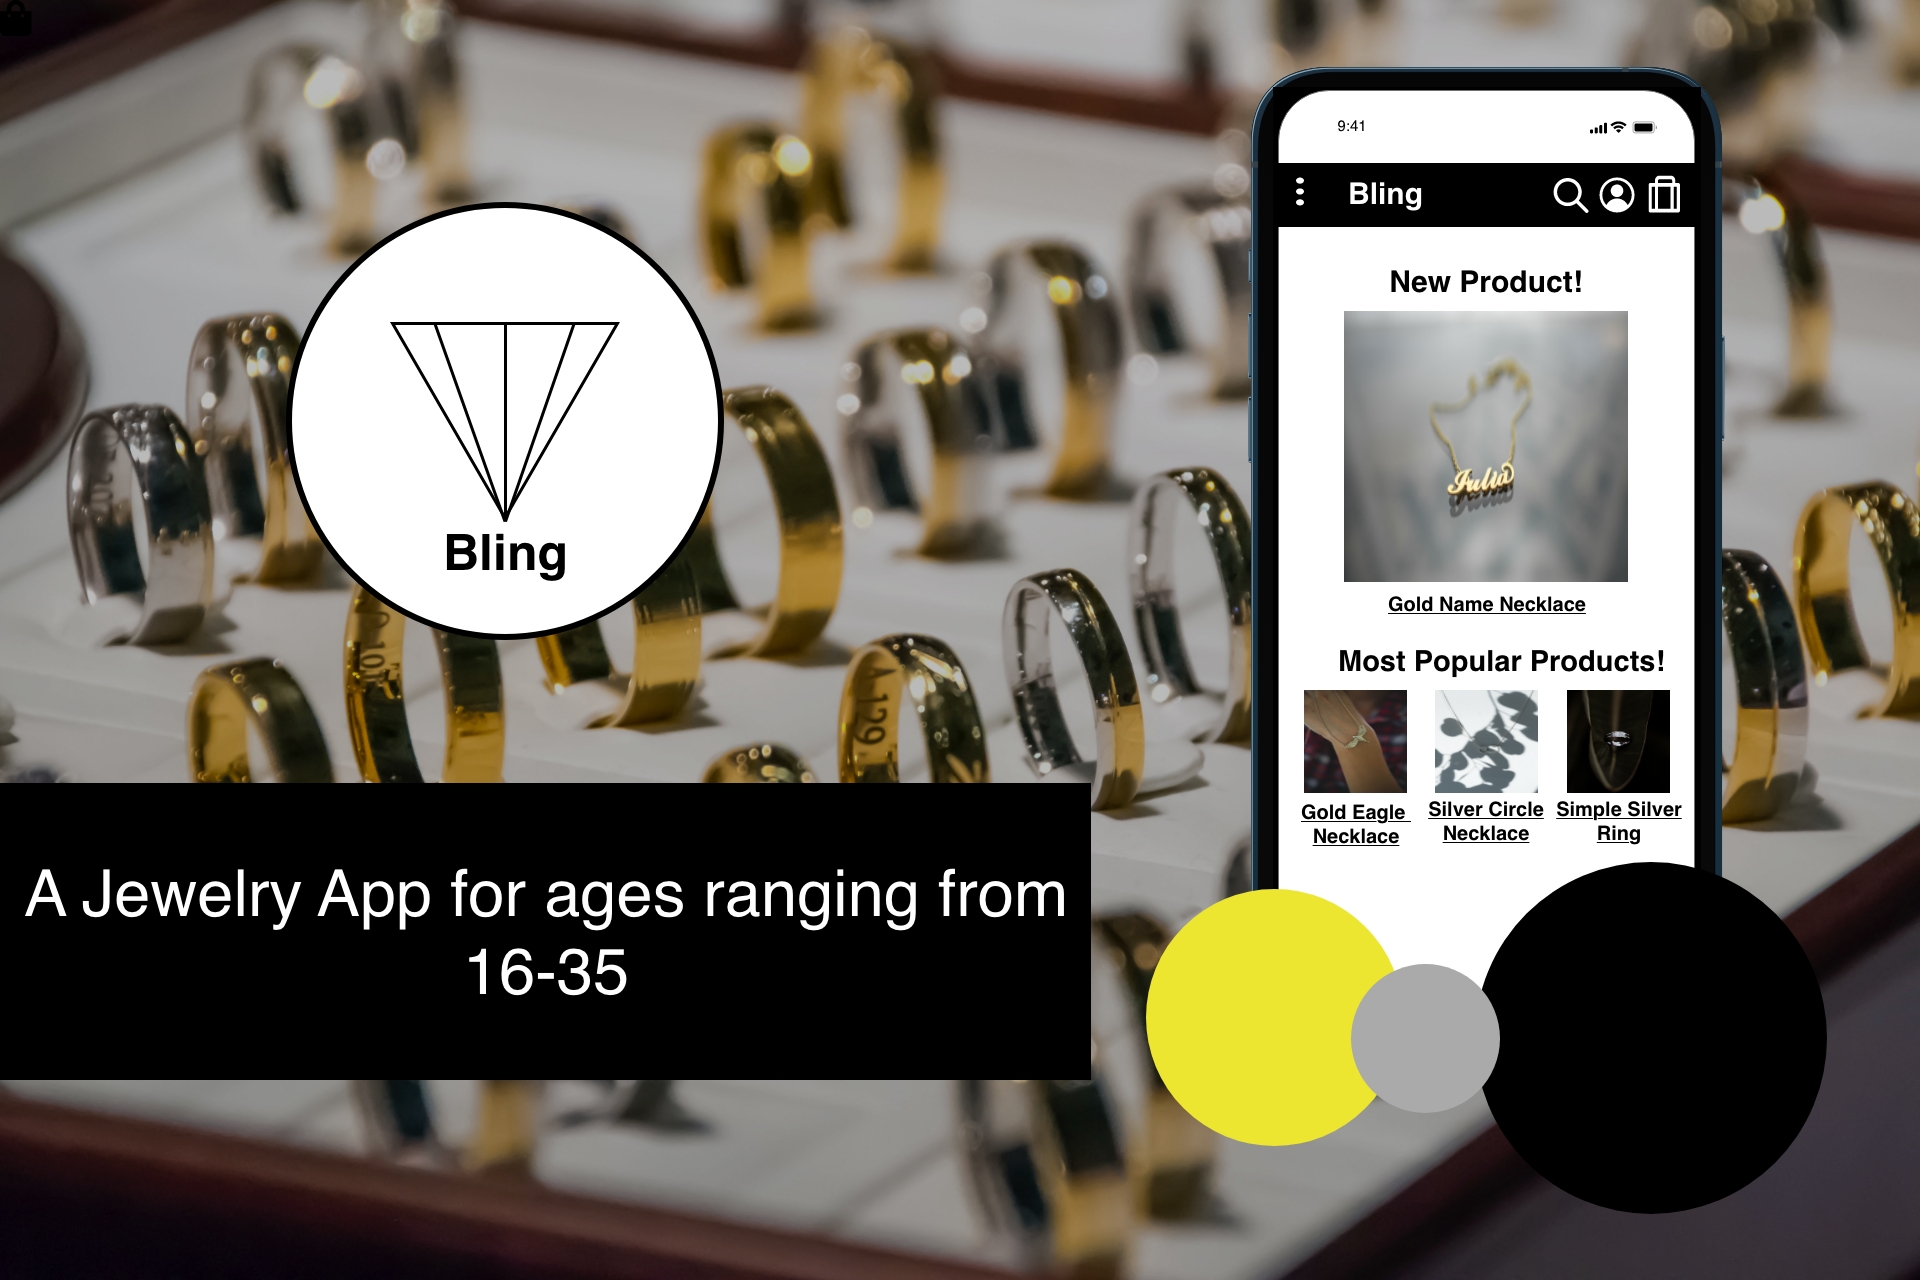 Bling
A Jewelry App for ages ranging from
16-35
9:41
Bling
New Product!
Julia
Gold Name Necklace
Most Popular Products!
Gold Eagle
Necklace
Silver Circle
Necklace
Simple Silver
Ring
A 129